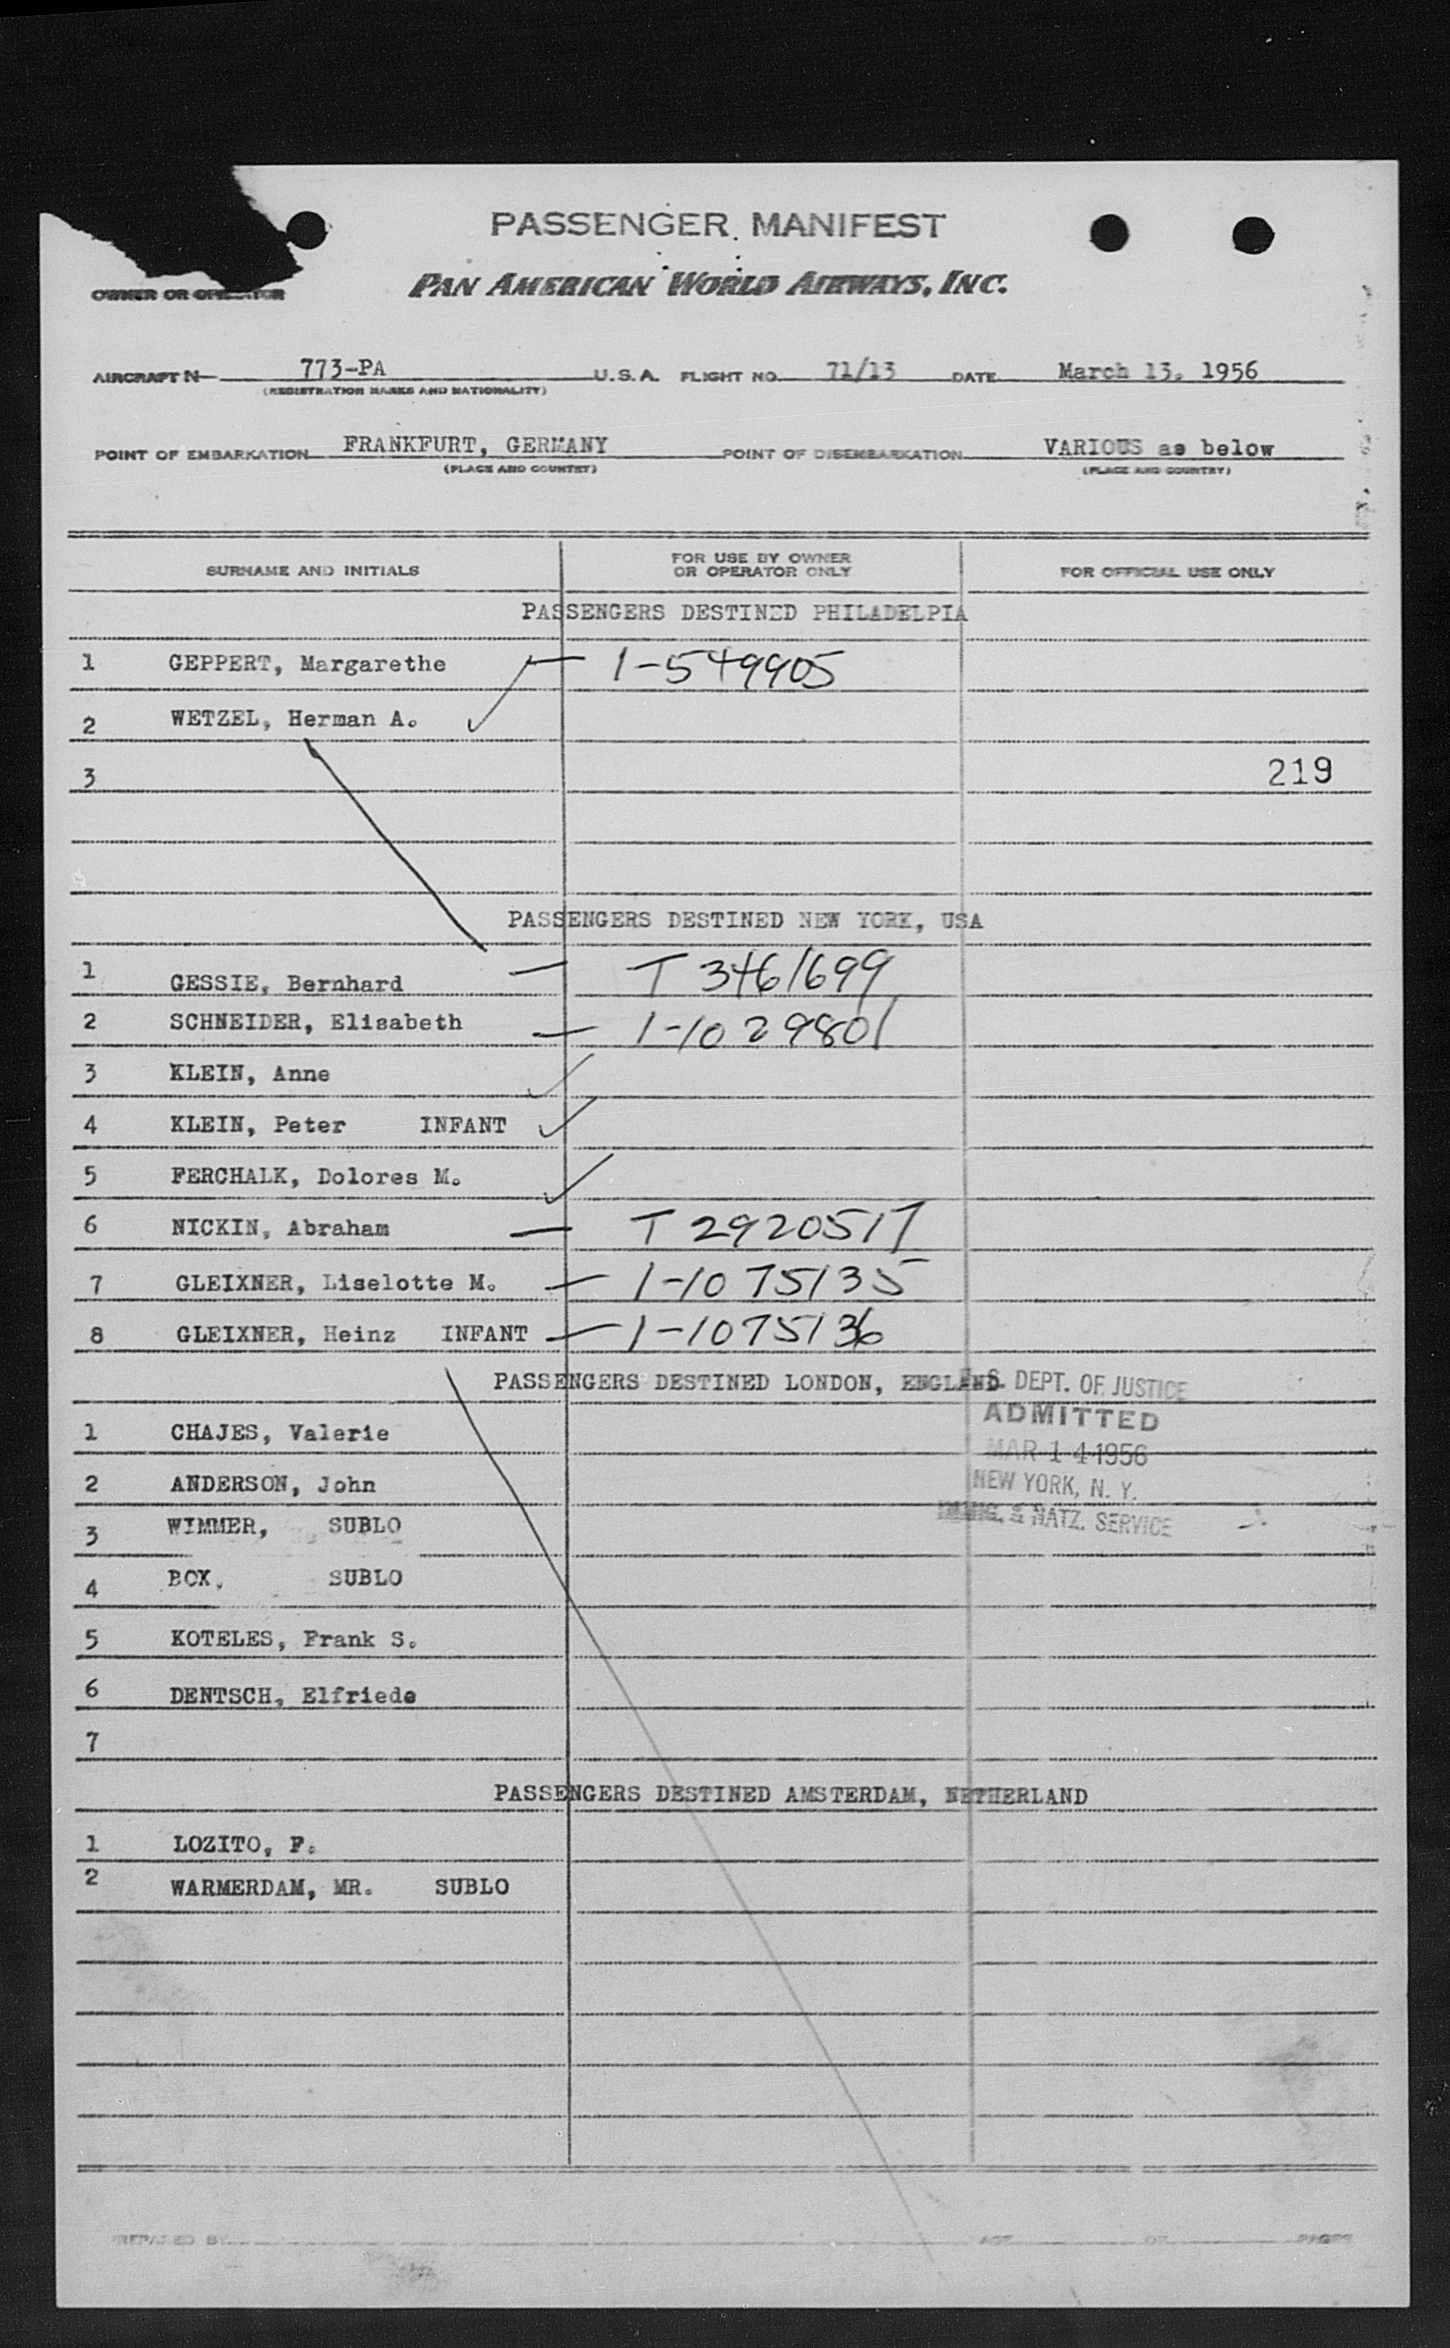 PASSENGER MANIFEST
PAN AMERICAN WORLD AIRWAYS, INC.
OWNER OR OPERATOR
AIRCRAFT N 773-PA U.S.A. FLIGHT NO. 71/13 DATE March 13, 1956
(REGISTRATION MARKS AND NATIONALITY)
POINT OF EMBARKATION FRANKFURT, GERMANY POINT OF DISEMBARKATION VARIOUS as below
(PLACE AND COUNTRY) (PLACE AND COUNTRY)
SURNAME AND INITIALS FOR USE BY OWNER OR OPERATOR ONLY FOR OFFICIAL USE ONLY
PASSENGERS DESTINED PHILADELPIA
1 GEPPERT, Margarethe — 1-549905
2 WETZEL, Herman A. ✓
3 219
PASSENGERS DESTINED NEW YORK, USA
1 GESSIE, Bernhard — T 3461699
2 SCHNEIDER, Elisabeth — 1-1029801
3 KLEIN, Anne ✓
4 KLEIN, Peter INFANT ✓
5 FERCHALK, Dolores M. ✓
6 NICKIN, Abraham — T 2920517
7 GLEIXNER, Liselotte M. — 1-1075135
8 GLEIXNER, Heinz INFANT — 1-1075136
PASSENGERS DESTINED LONDON, ENGLAND
S. DEPT. OF JUSTICE
ADMITTED
MAR 14 1956
NEW YORK, N. Y.
IMMIG. & NATZ. SERVICE
1 CHAJES, Valerie
2 ANDERSON, John
3 WIMMER, SUBLO
4 BOX, SUBLO
5 KOTELES, Frank S.
6 DENTSCH, Elfriede
7
PASSENGERS DESTINED AMSTERDAM, NETHERLAND
1 LOZITO, F.
2 WARMERDAM, MR. SUBLO
PREPARED BY OF PAGES